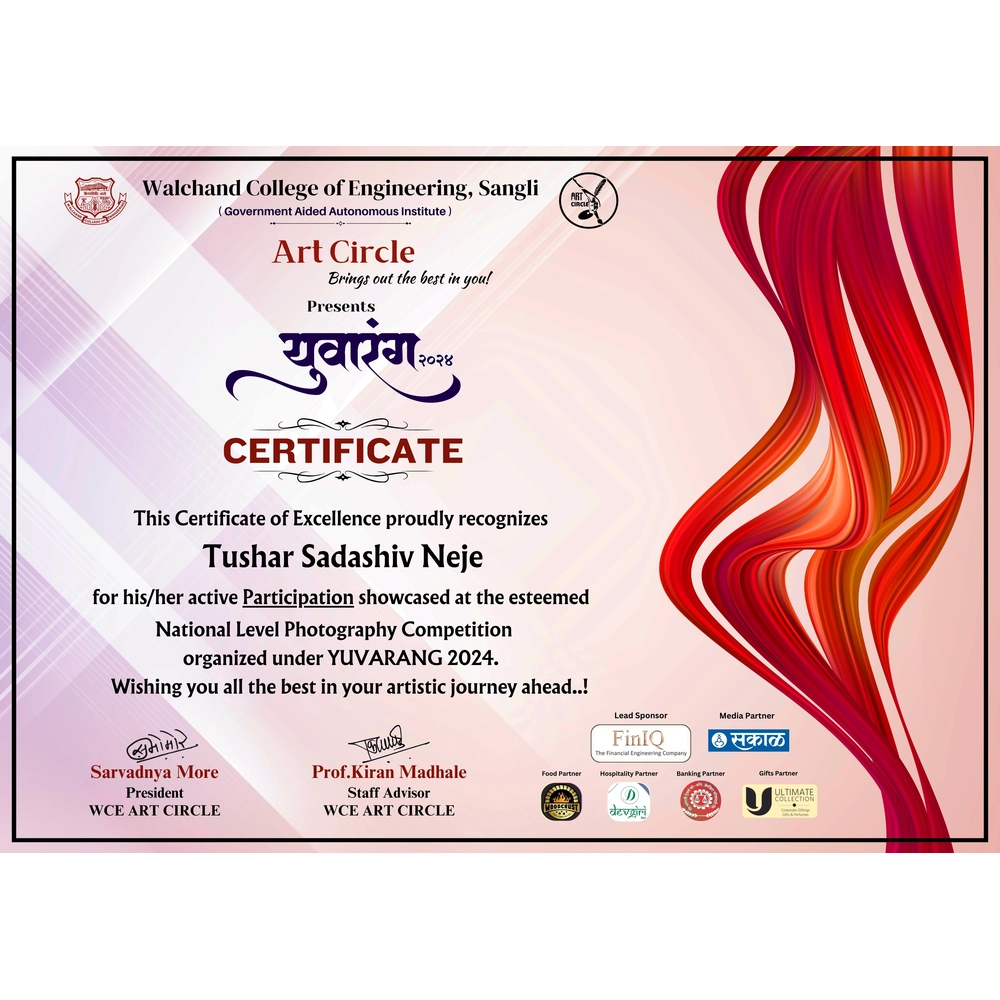 Walchand College of Engineering, Sangli
( Government Aided Autonomous Institute )
ART
CIRCLE
Art Circle
Brings out the best in you!
Presents
युवारंग २०२४
CERTIFICATE
This Certificate of Excellence proudly recognizes
Tushar Sadashiv Neje
for his/her active Participation showcased at the esteemed
National Level Photography Competition
organized under YUVARANG 2024.
Wishing you all the best in your artistic journey ahead..!
Sarvadnya More
President
WCE ART CIRCLE
Prof.Kiran Madhale
Staff Advisor
WCE ART CIRCLE
Lead Sponsor
FinIQ
The Financial Engineering Company
Media Partner
सकाळ
Food Partner
WOODCRUST
Hospitality Partner
devgiri
Banking Partner
Gifts Partner
ULTIMATE
COLLECTION
Corporate Giftings
Gifts & Perfumes